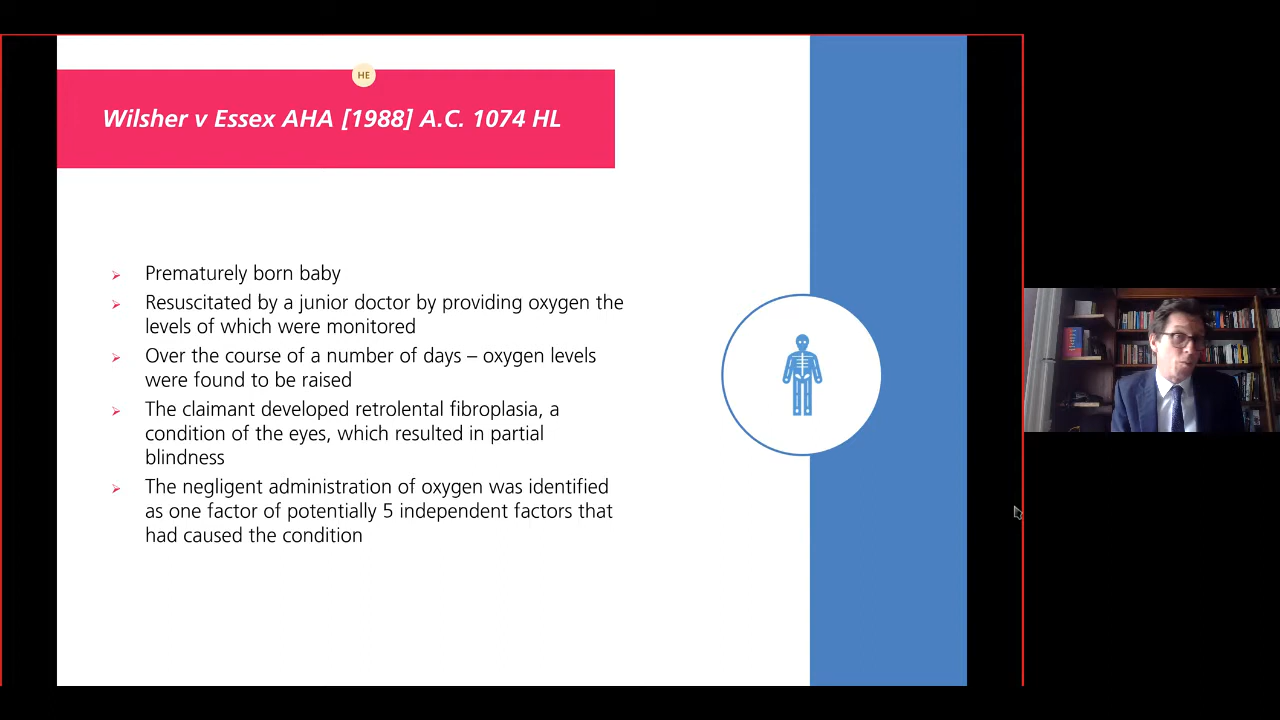 HE
Wilsher v Essex AHA [1988] A.C. 1074 HL
➢ Prematurely born baby
➢ Resuscitated by a junior doctor by providing oxygen the
levels of which were monitored
➢ Over the course of a number of days – oxygen levels
were found to be raised
➢ The claimant developed retrolental fibroplasia, a
condition of the eyes, which resulted in partial
blindness
➢ The negligent administration of oxygen was identified
as one factor of potentially 5 independent factors that
had caused the condition